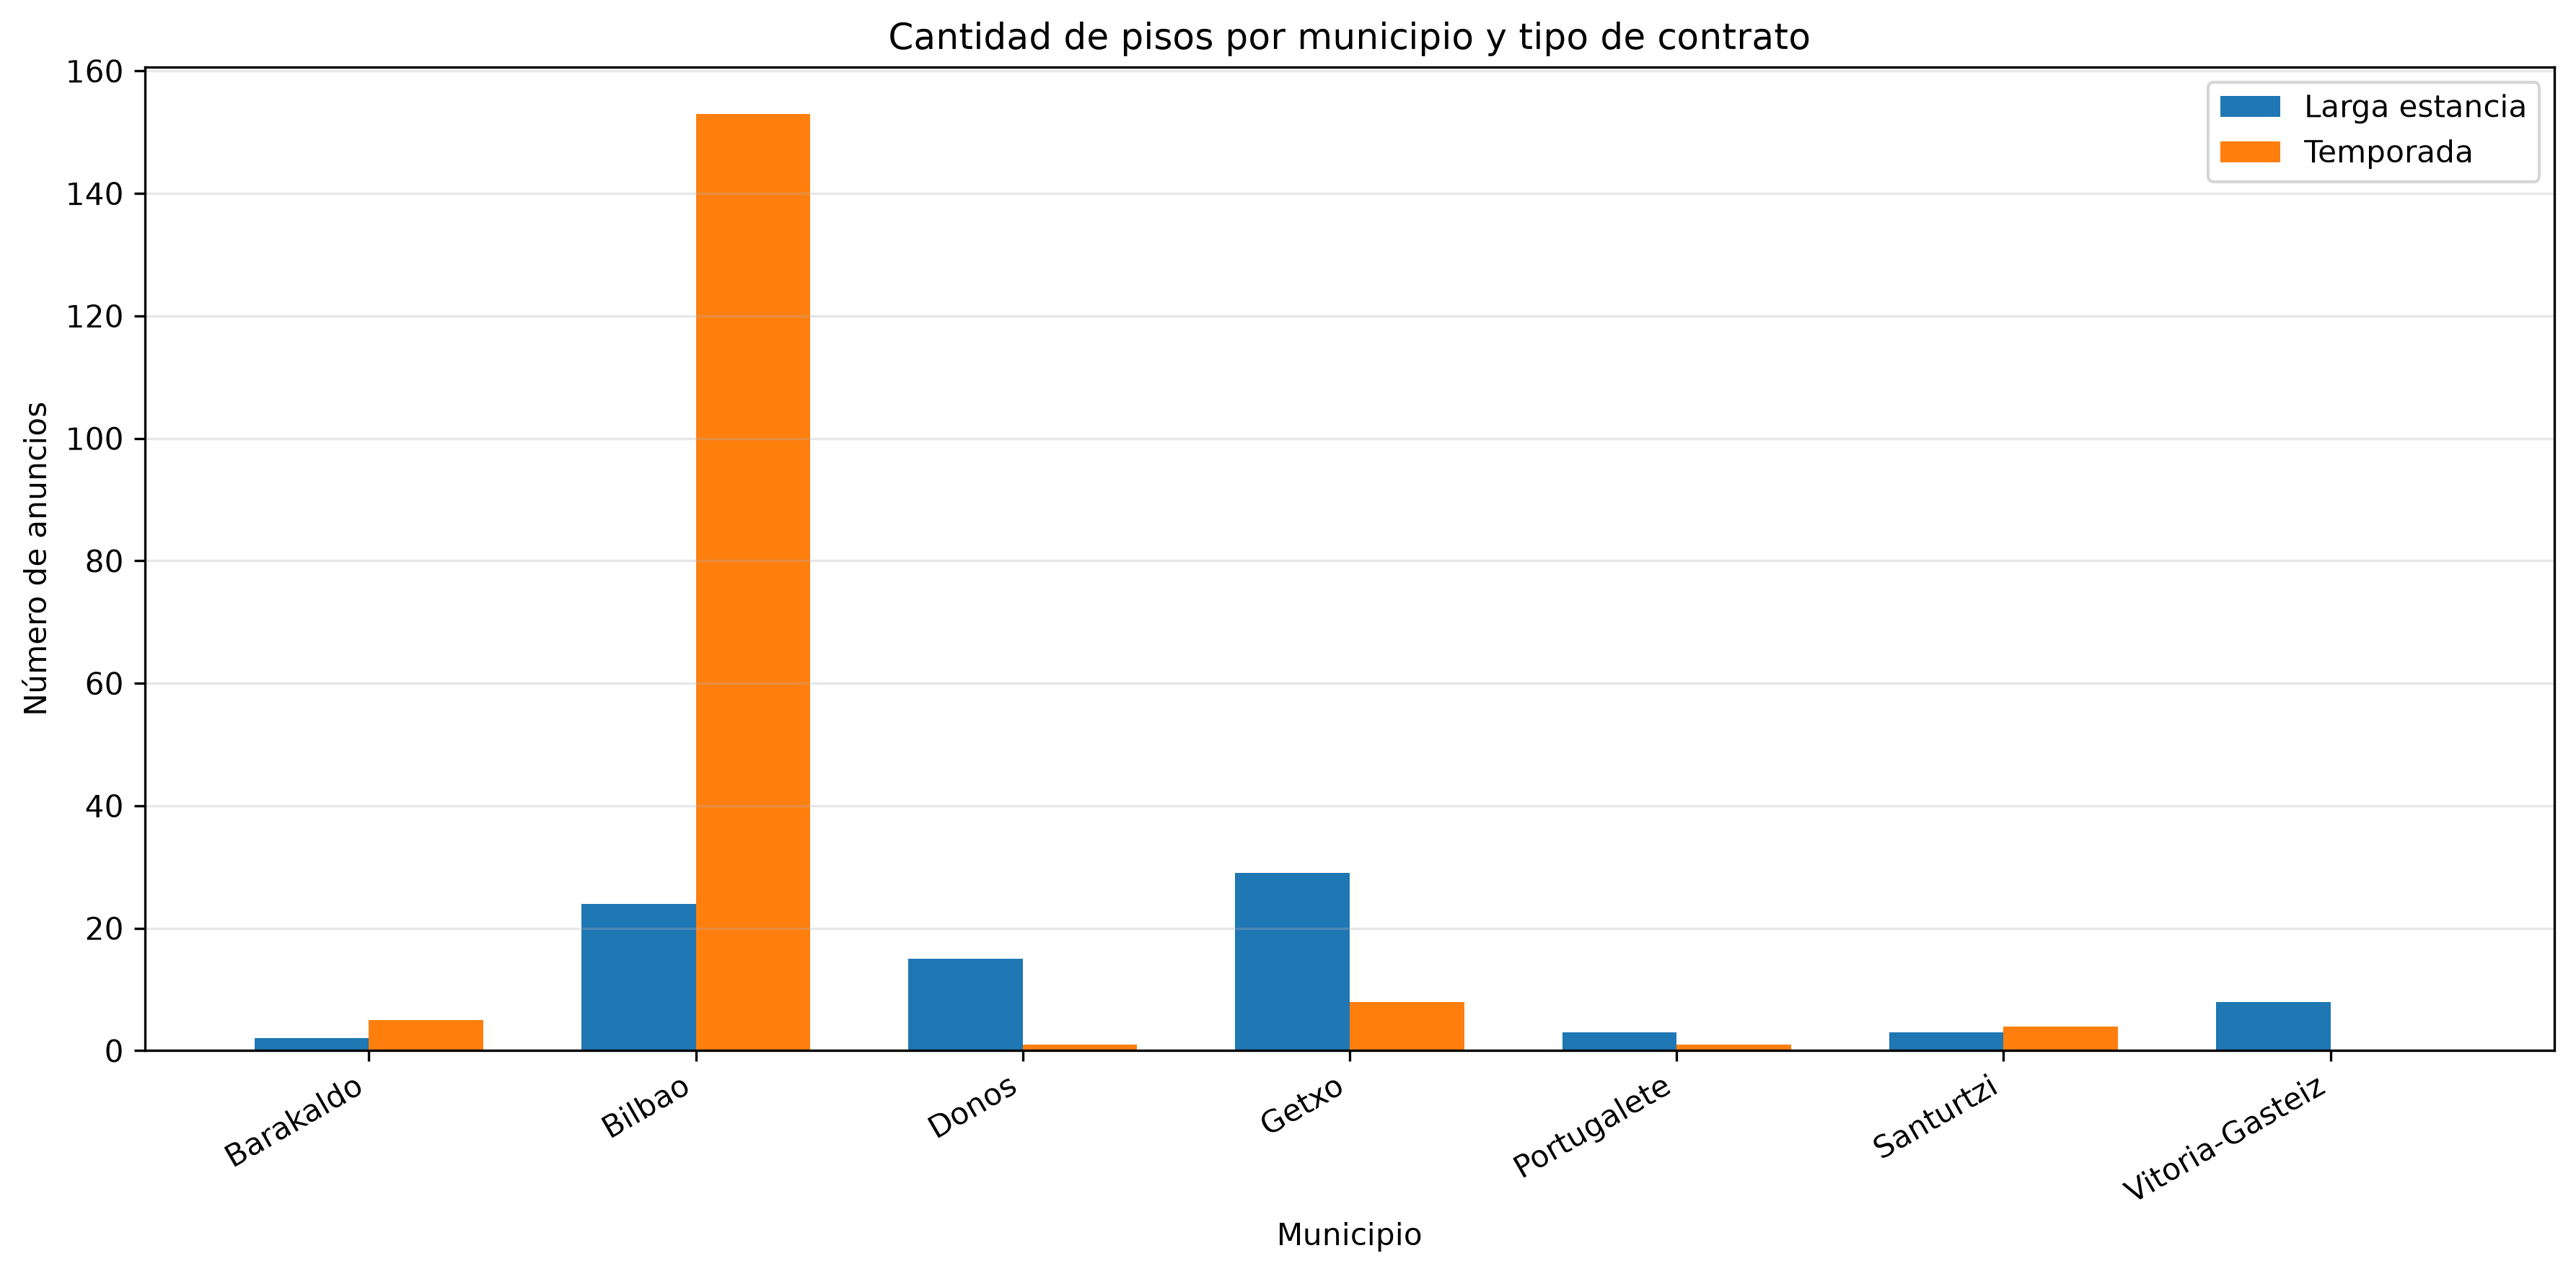 Cantidad de pisos por municipio y tipo de contrato
Larga estancia
Temporada
Número de anuncios
160
140
120
100
80
60
40
20
0
Barakaldo
Bilbao
Donos
Getxo
Portugalete
Santurtzi
Vitoria-Gasteiz
Municipio